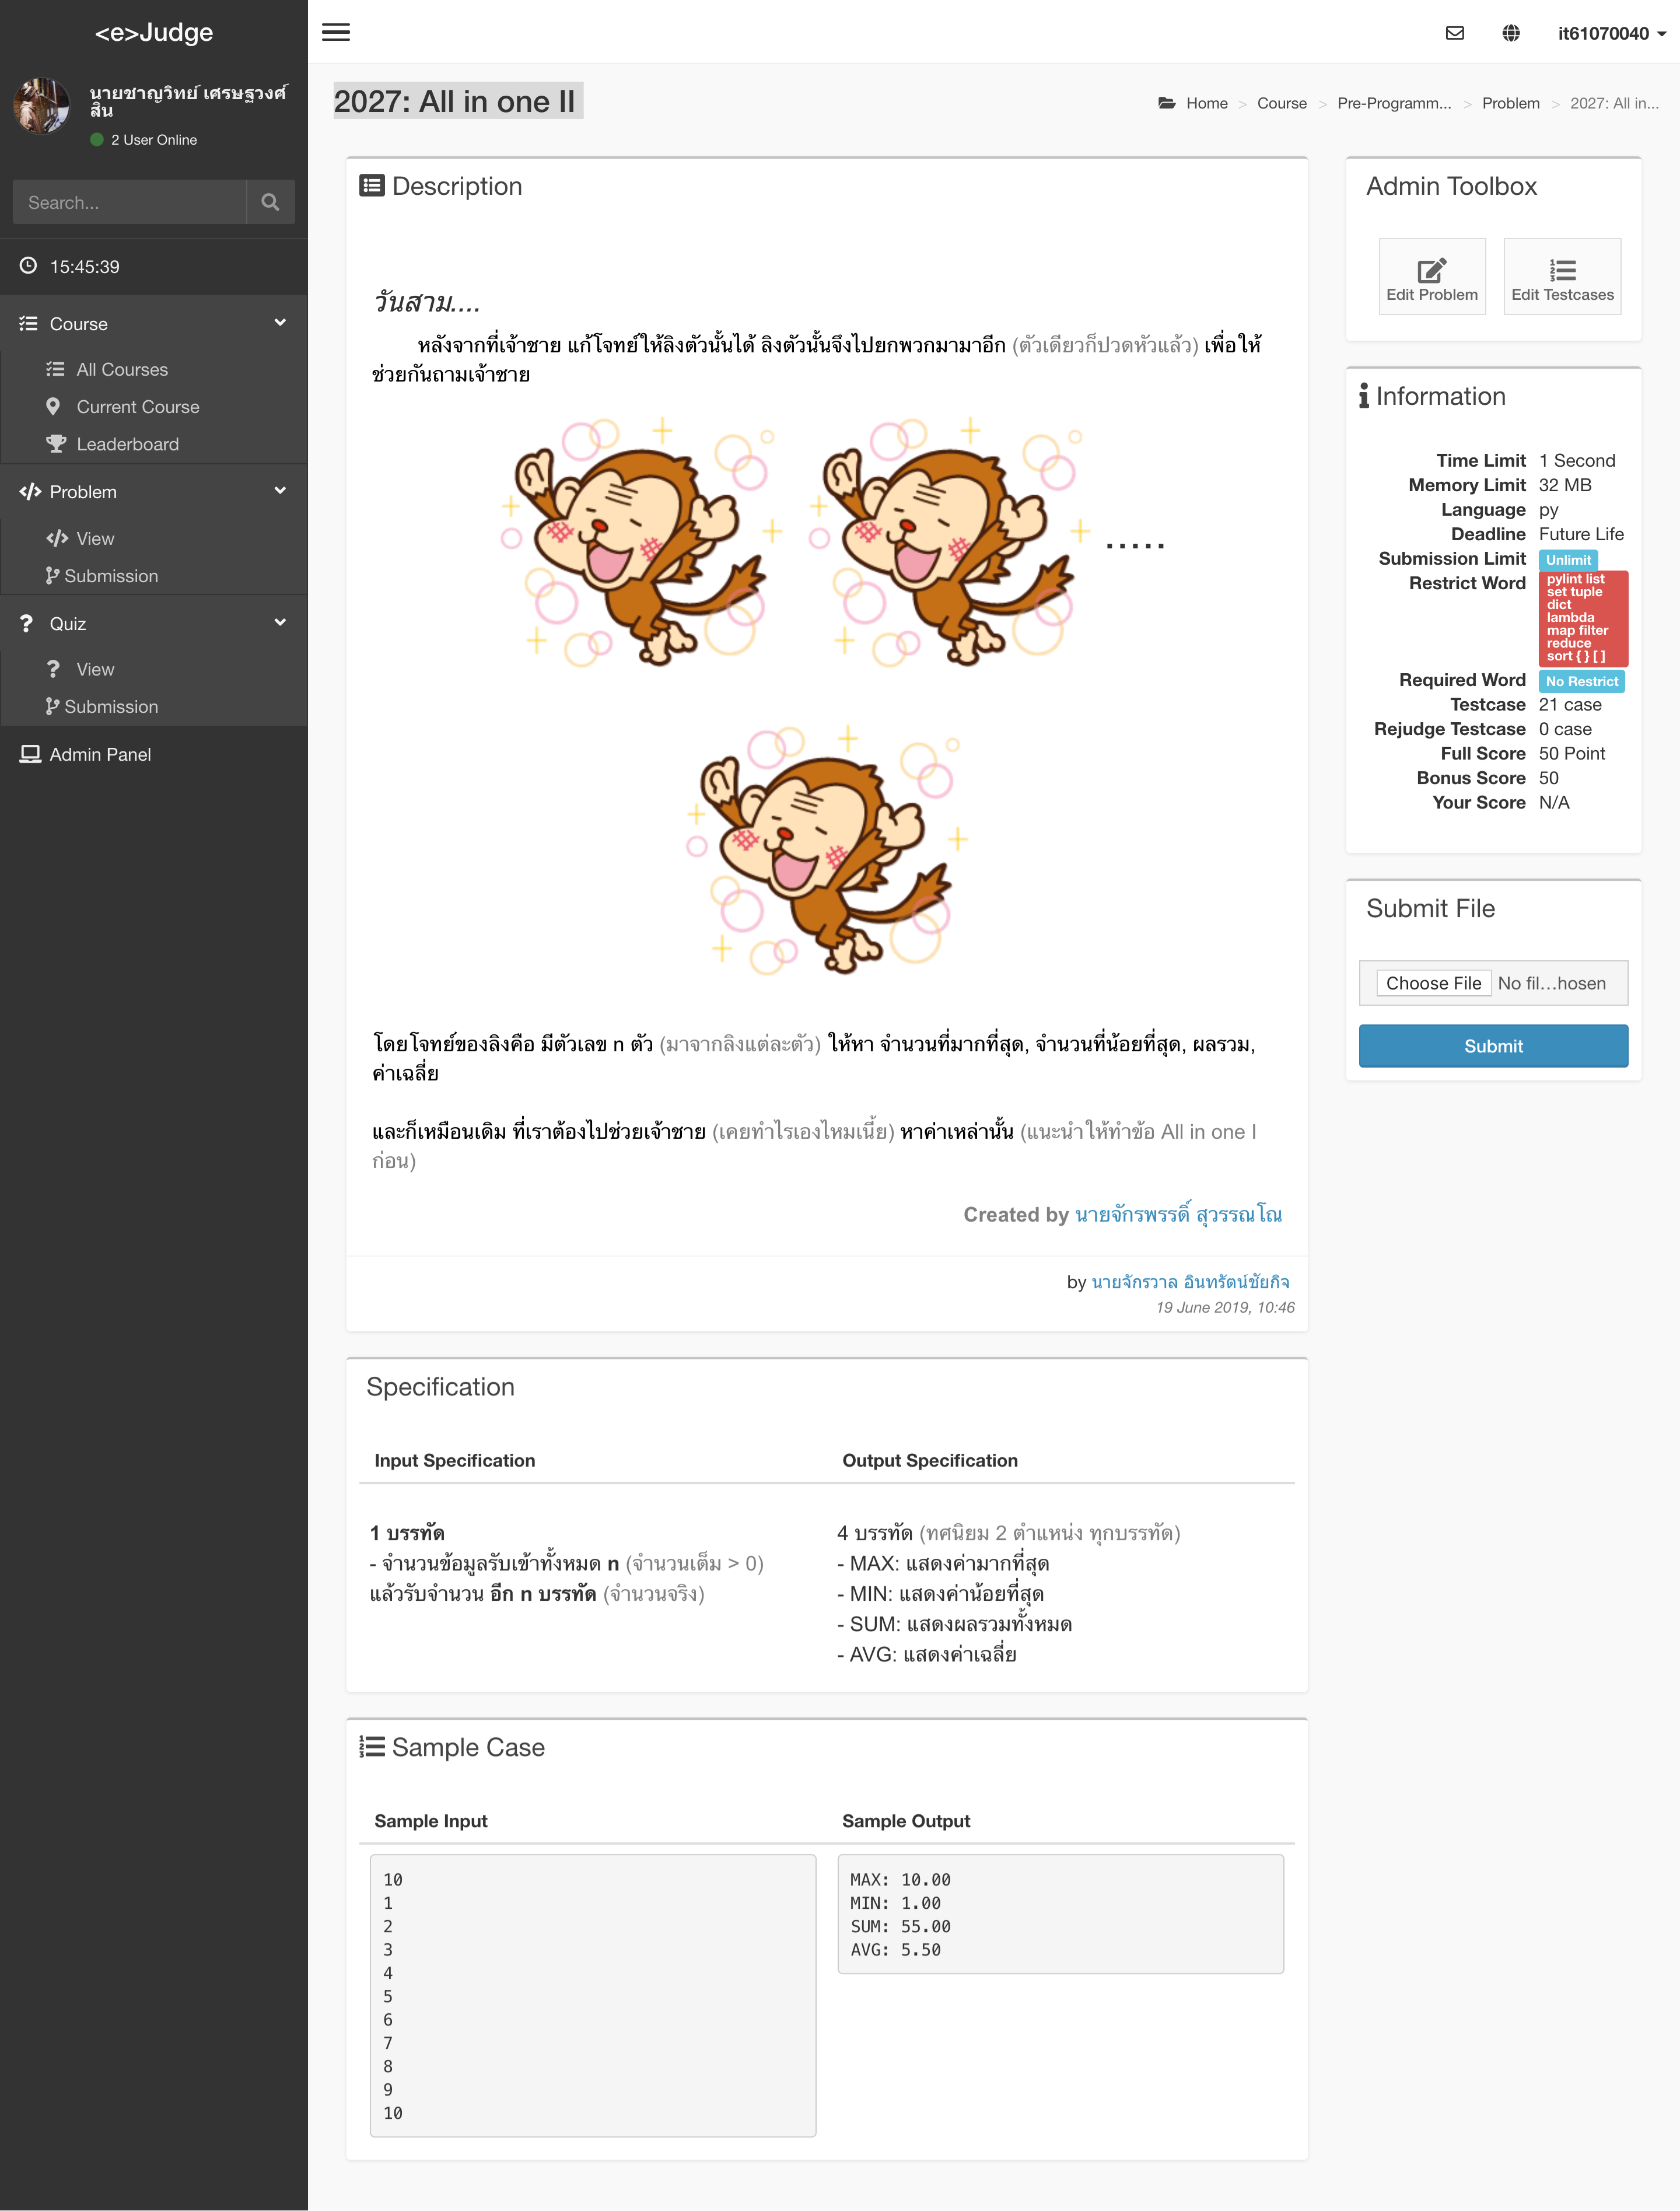 <e>Judge
it61070040
นายชาญวิทย์ เศรษฐวงศ์
สิน
2 User Online
Search...
15:45:39
Course
All Courses
Current Course
Leaderboard
Problem
View
Submission
Quiz
View
Submission
Admin Panel
2027: All in one II
Home > Course > Pre-Programm... > Problem > 2027: All in...
Description
วันสาม....
หลังจากที่เจ้าชาย แก้โจทย์ให้ลิงตัวนั้นได้ ลิงตัวนั้นจึงไปยกพวกมามาอีก (ตัวเดียวก็ปวดหัวแล้ว) เพื่อให้
ช่วยกันถามเจ้าชาย
.....
โดยโจทย์ของลิงคือ มีตัวเลข n ตัว (มาจากลิงแต่ละตัว) ให้หา จำนวนที่มากที่สุด, จำนวนที่น้อยที่สุด, ผลรวม,
ค่าเฉลี่ย
และก็เหมือนเดิม ที่เราต้องไปช่วยเจ้าชาย (เคยทำไรเองไหมเนี้ย) หาค่าเหล่านั้น (แนะนำให้ทำข้อ All in one I
ก่อน)
Created by นายจักรพรรดิ์ สุวรรณโณ
by นายจักรวาล อินทรัตน์ชัยกิจ
19 June 2019, 10:46
Specification
Input Specification
1 บรรทัด
- จำนวนข้อมูลรับเข้าทั้งหมด n (จำนวนเต็ม > 0)
แล้วรับจำนวน อีก n บรรทัด (จำนวนจริง)
Output Specification
4 บรรทัด (ทศนิยม 2 ตำแหน่ง ทุกบรรทัด)
- MAX: แสดงค่ามากที่สุด
- MIN: แสดงค่าน้อยที่สุด
- SUM: แสดงผลรวมทั้งหมด
- AVG: แสดงค่าเฉลี่ย
Sample Case
Sample Input
10
1
2
3
4
5
6
7
8
9
10
Sample Output
MAX: 10.00
MIN: 1.00
SUM: 55.00
AVG: 5.50
Admin Toolbox
Edit Problem
Edit Testcases
Information
Time Limit 1 Second
Memory Limit 32 MB
Language py
Deadline Future Life
Submission Limit Unlimit
Restrict Word pylint list
set tuple
dict
lambda
map filter
reduce
sort { } [ ]
Required Word No Restrict
Testcase 21 case
Rejudge Testcase 0 case
Full Score 50 Point
Bonus Score 50
Your Score N/A
Submit File
Choose File No fil...hosen
Submit